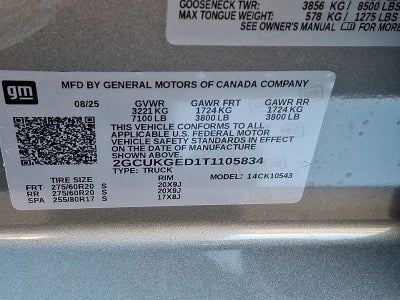 GOOSENECK TWR: 3856 KG / 8500 LBS
MAX TONGUE WEIGHT: 578 KG / 1275 LBS
SEE OWNER'S MANUAL FOR MORE
gm
MFD BY GENERAL MOTORS OF CANADA COMPANY
08/25 GVWR GAWR FRT GAWR RR
3221 KG 1724 KG 1724 KG
7100 LB 3800 LB 3800 LB
THIS VEHICLE CONFORMS TO ALL
APPLICABLE U.S. FEDERAL MOTOR
VEHICLE SAFETY STANDARDS IN
EFFECT ON THE DATE OF
MANUFACTURE SHOWN ABOVE.
2GCUKGED1T1105834
TYPE: TRUCK MODEL: 14CK10543
TIRE SIZE RIM
FRT 275/60R20 S 20X9J
RR 275/60R20 S 20X9J
SPA 255/80R17 S 17X8J